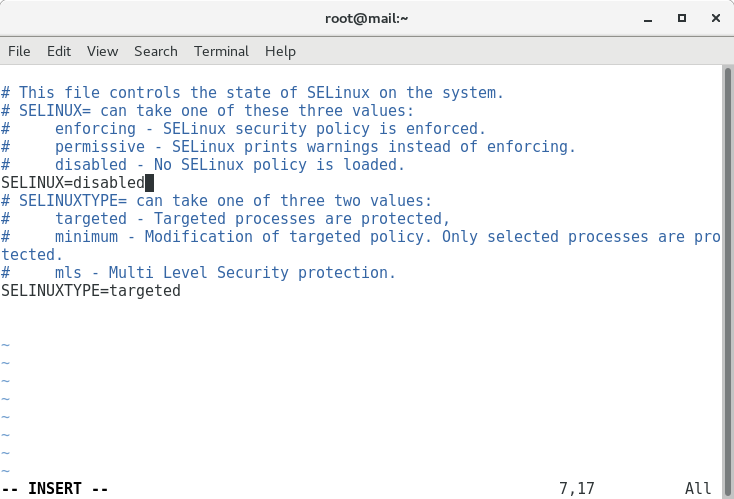 root@mail:~
File Edit View Search Terminal Help
# This file controls the state of SELinux on the system.
# SELINUX= can take one of these three values:
#     enforcing - SELinux security policy is enforced.
#     permissive - SELinux prints warnings instead of enforcing.
#     disabled - No SELinux policy is loaded.
SELINUX=disabled
# SELINUXTYPE= can take one of three two values:
#     targeted - Targeted processes are protected,
#     minimum - Modification of targeted policy. Only selected processes are pro
tected.
#     mls - Multi Level Security protection.
SELINUXTYPE=targeted
~
~
~
~
~
~
~
~
-- INSERT -- 7,17 All